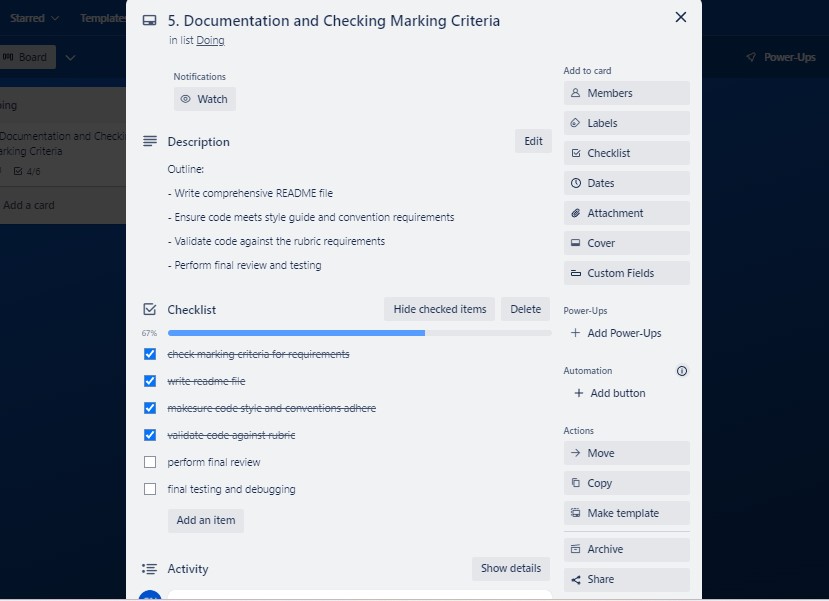 Starred
Templates
Board
Power-Ups
Documentation and Checki
arking Criteria
4/6
Add a card
5. Documentation and Checking Marking Criteria
in list Doing
Notifications
Watch
Description
Edit
Outline:
- Write comprehensive README file
- Ensure code meets style guide and convention requirements
- Validate code against the rubric requirements
- Perform final review and testing
Checklist
Hide checked items
Delete
67%
check marking criteria for requirements
write readme file
makesure code style and conventions adhere
validate code against rubric
perform final review
final testing and debugging
Add an item
Activity
Show details
Add to card
Members
Labels
Checklist
Dates
Attachment
Cover
Custom Fields
Power-Ups
+ Add Power-Ups
Automation
+ Add button
Actions
Move
Copy
Make template
Archive
Share